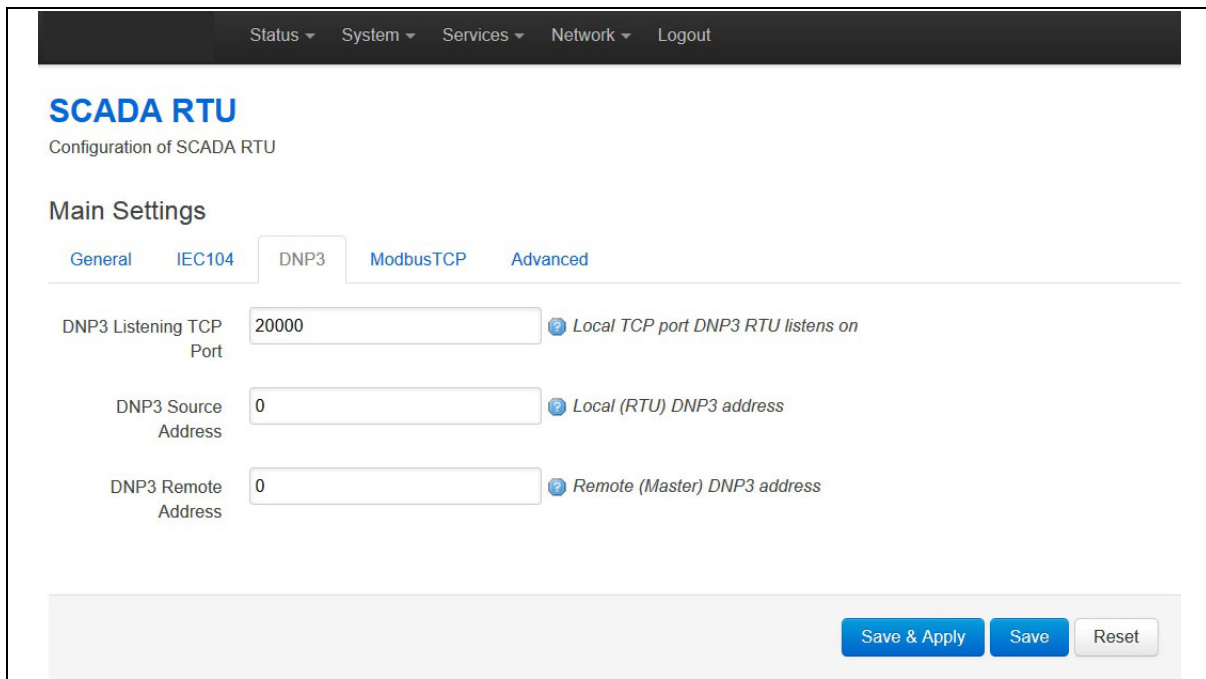 Status System Services Network Logout
SCADA RTU
Configuration of SCADA RTU
Main Settings
General IEC104 DNP3 ModbusTCP Advanced
DNP3 Listening TCP
Port
20000
Local TCP port DNP3 RTU listens on
DNP3 Source
Address
0
Local (RTU) DNP3 address
DNP3 Remote
Address
0
Remote (Master) DNP3 address
Save & Apply Save Reset